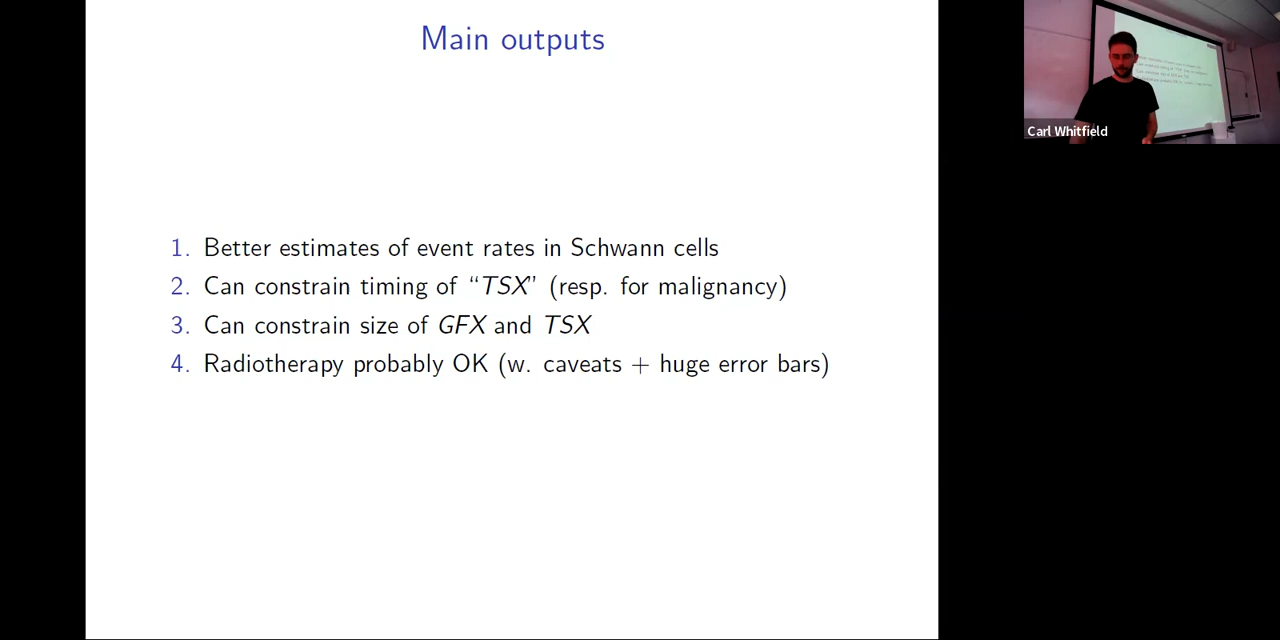 Main outputs
1. Better estimates of event rates in Schwann cells
2. Can constrain timing of “TSX” (resp. for malignancy)
3. Can constrain size of GFX and TSX
4. Radiotherapy probably OK (w. caveats + huge error bars)
Carl Whitfield